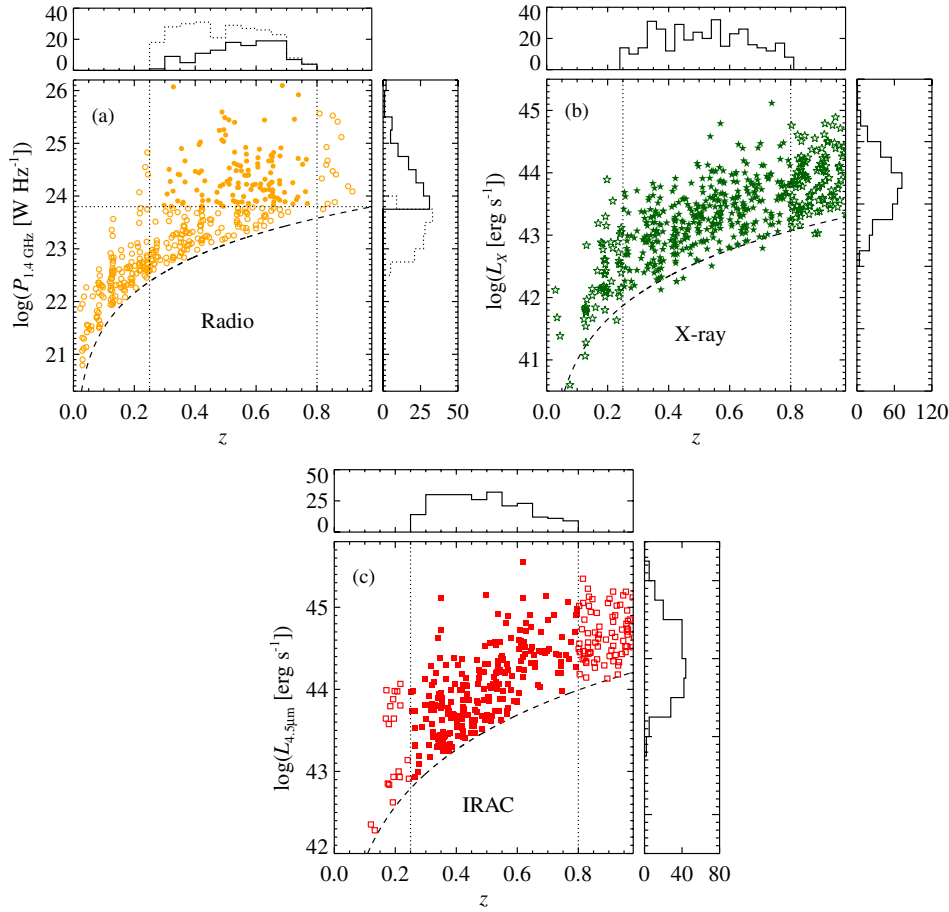 40
20
0
26
25
24
23
22
21
log(P1.4 GHz [W Hz-1])
(a)
Radio
0.0 0.2 0.4 0.6 0.8
z
0 25 50
40
20
0
45
44
43
42
41
log(LX [erg s-1])
(b)
X-ray
0.0 0.2 0.4 0.6 0.8
z
0 60 120
50
25
0
45
44
43
42
log(L4.5μm [erg s-1])
(c)
IRAC
0.0 0.2 0.4 0.6 0.8
z
0 40 80